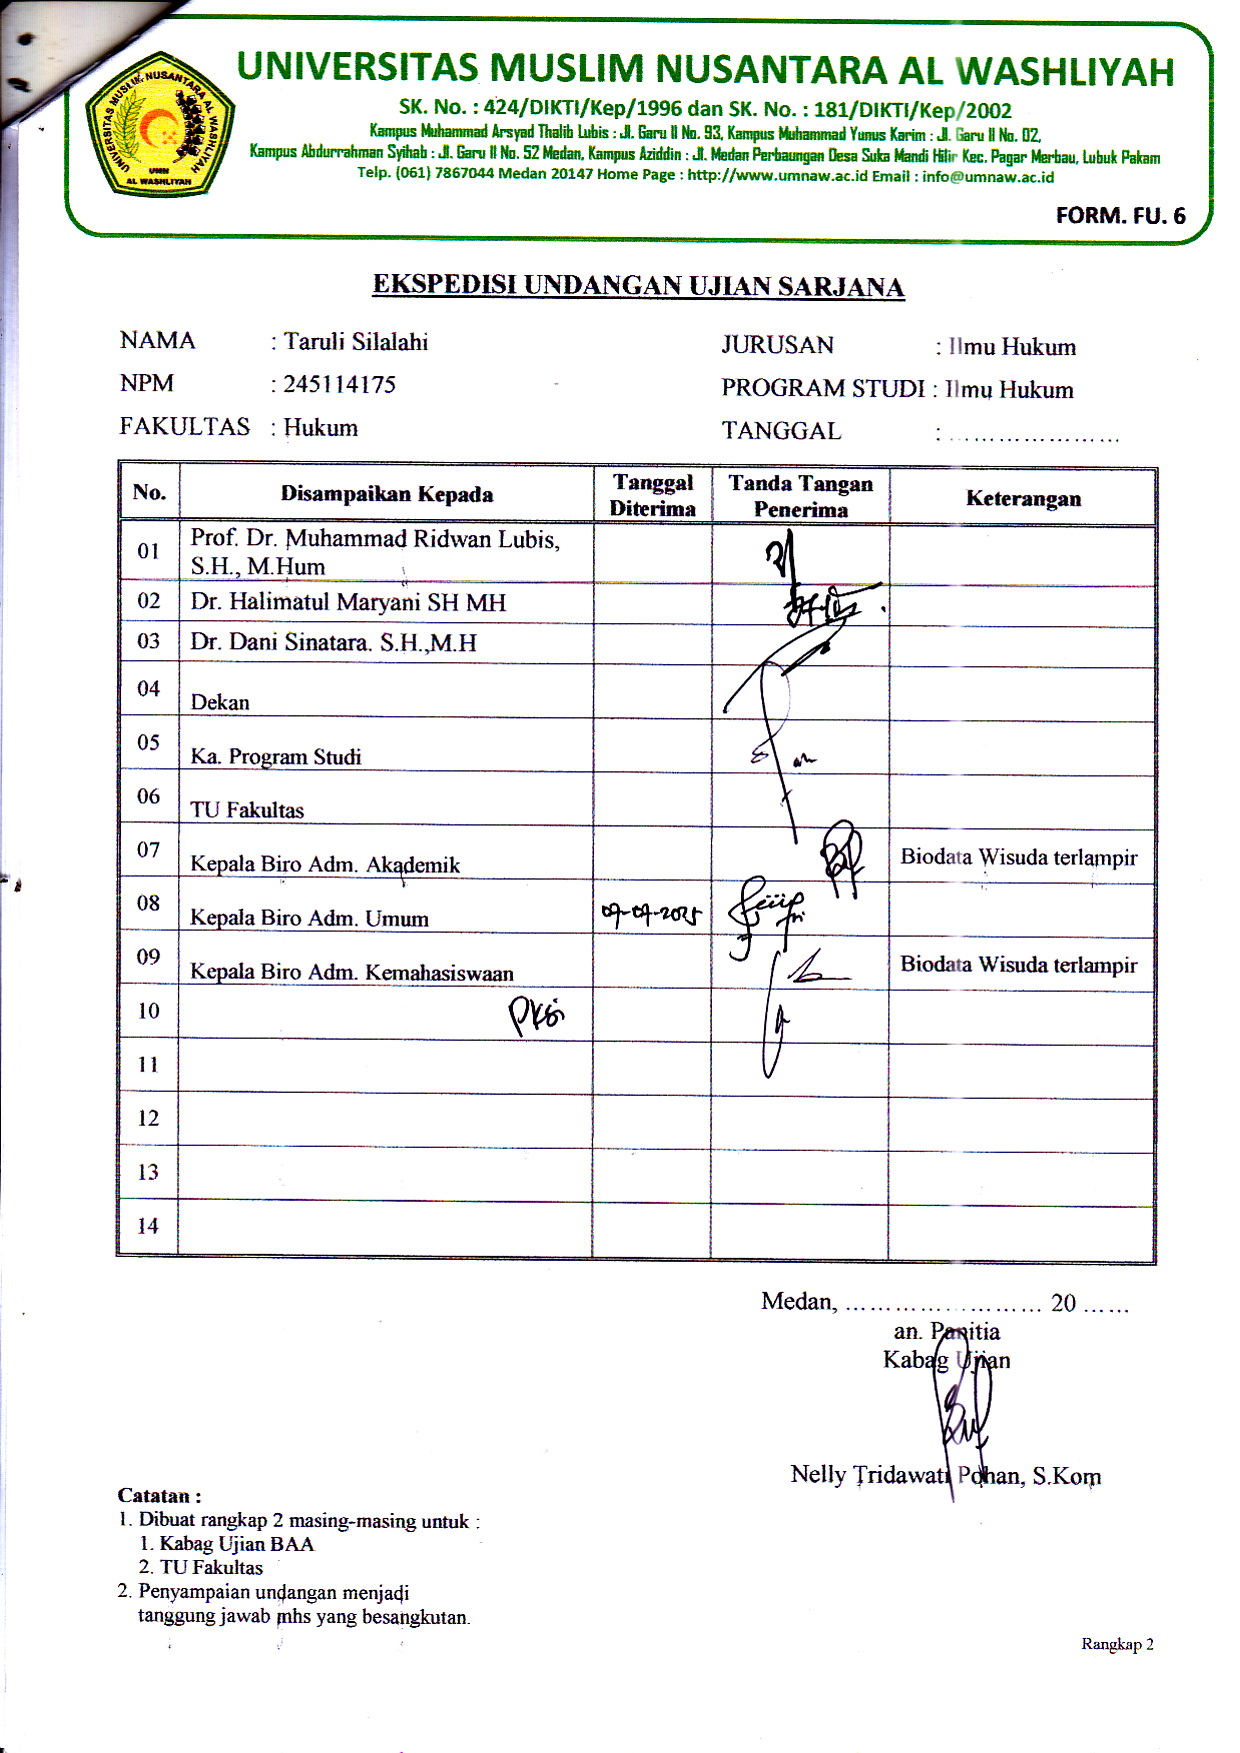 UNIVERSITAS MUSLIM NUSANTARA AL WASHLIYAH
SK. No. : 424/DIKTI/Kep/1996 dan SK. No. : 181/DIKTI/Kep/2002
Kampus Muhammad Arsyad Thalib Lubis : Jl. Garu II No. 93, Kampus Muhammad Yunus Karim : Jl. Garu II No. 02,
Kampus Abdurrahman Syihab : Jl. Garu II No. 52 Medan, Kampus Aziddin : Jl. Medan Perbaungan Desa Suka Mandi Hilir Kec. Pagar Merbau, Lubuk Pakam
Telp. (061) 7867044 Medan 20147 Home Page : http://www.umnaw.ac.id Email : info@umnaw.ac.id
UNIVERSITAS MUSLIM NUSANTARA AL WASHLIYAH
UMN
AL WASHLIYAH
FORM. FU. 6
EKSPEDISI UNDANGAN UJIAN SARJANA
NAMA : Taruli Silalahi
NPM : 245114175
FAKULTAS : Hukum
JURUSAN : Ilmu Hukum
PROGRAM STUDI : Ilmu Hukum
TANGGAL : .....................
No. Disampaikan Kepada Tanggal Diterima Tanda Tangan Penerima Keterangan
01 Prof. Dr. Muhammad Ridwan Lubis,
S.H., M.Hum
02 Dr. Halimatul Maryani SH MH
03 Dr. Dani Sinatara. S.H.,M.H
04 Dekan
05 Ka. Program Studi
06 TU Fakultas
07 Kepala Biro Adm. Akademik Biodata Wisuda terlampir
08 Kepala Biro Adm. Umum 09-09-2025
09 Kepala Biro Adm. Kemahasiswaan Biodata Wisuda terlampir
10
11
12
13
14
Medan, ........................ 20 ......
an. Panitia
Kabag Ujian
Nelly Tridawati Pohan, S.Kom
Catatan :
1. Dibuat rangkap 2 masing-masing untuk :
1. Kabag Ujian BAA
2. TU Fakultas
2. Penyampaian undangan menjadi
tanggung jawab mhs yang besangkutan.
Rangkap 2